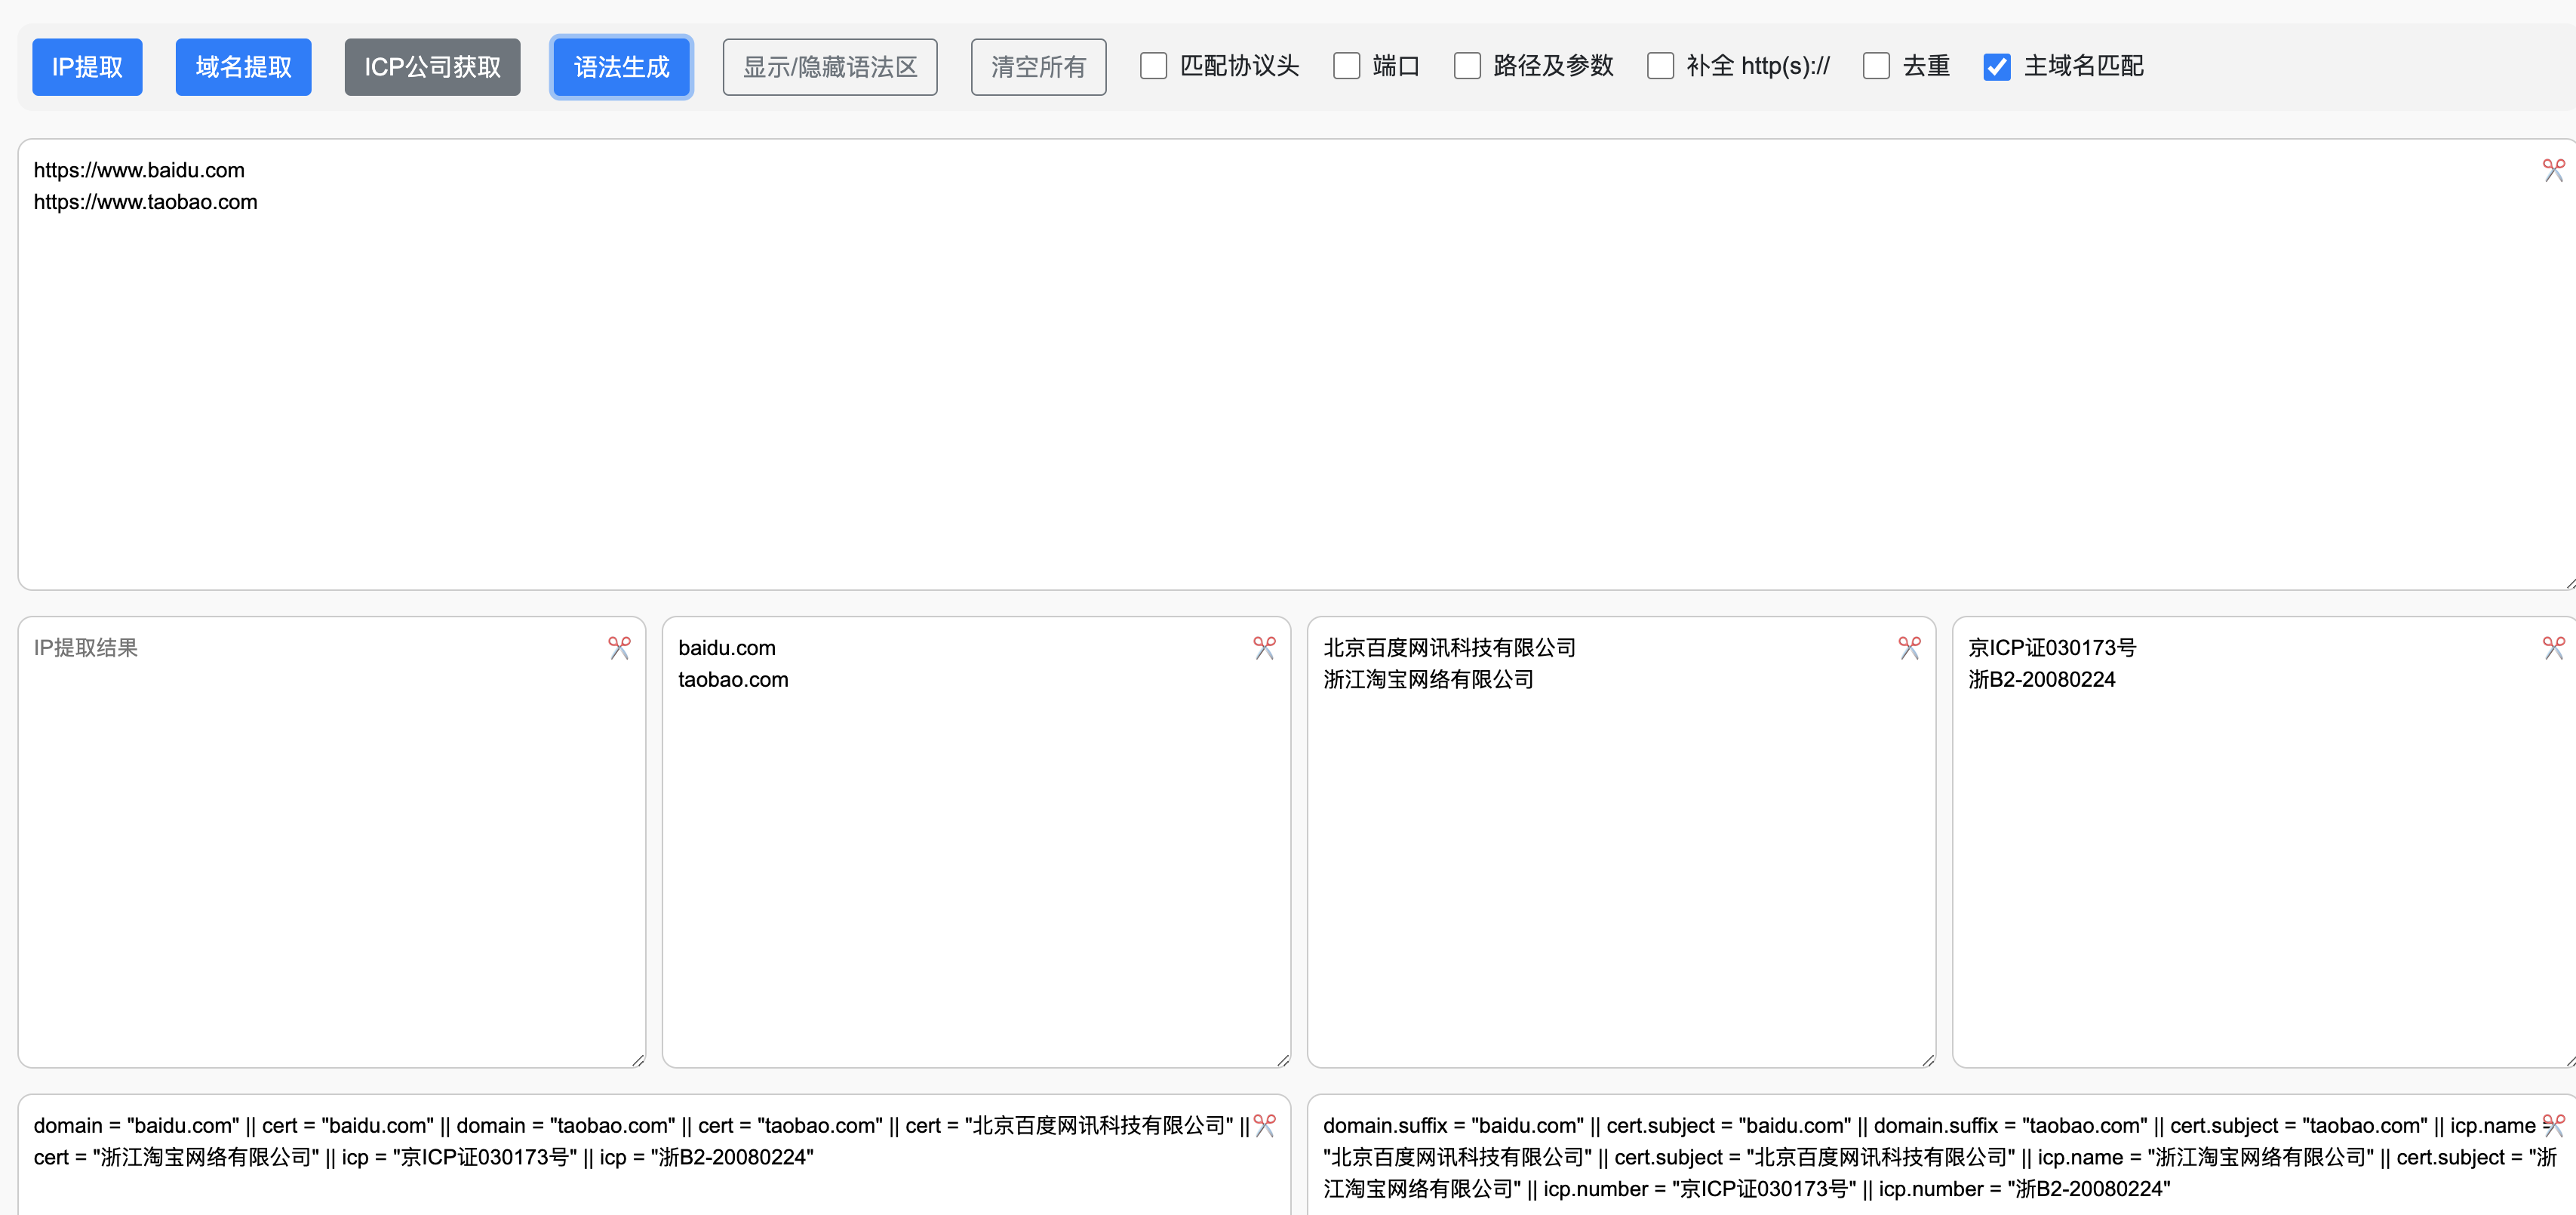 IP提取 域名提取 ICP公司获取 语法生成 显示/隐藏语法区 清空所有 匹配协议头 端口 路径及参数 补全 http(s):// 去重 主域名匹配
https://www.baidu.com
https://www.taobao.com
IP提取结果
baidu.com
taobao.com
北京百度网讯科技有限公司
浙江淘宝网络有限公司
京ICP证030173号
浙B2-20080224
domain = "baidu.com" || cert = "baidu.com" || domain = "taobao.com" || cert = "taobao.com" || cert = "北京百度网讯科技有限公司" ||
cert = "浙江淘宝网络有限公司" || icp = "京ICP证030173号" || icp = "浙B2-20080224"
domain.suffix = "baidu.com" || cert.subject = "baidu.com" || domain.suffix = "taobao.com" || cert.subject = "taobao.com" || icp.name =
"北京百度网讯科技有限公司" || cert.subject = "北京百度网讯科技有限公司" || icp.name = "浙江淘宝网络有限公司" || cert.subject = "浙
江淘宝网络有限公司" || icp.number = "京ICP证030173号" || icp.number = "浙B2-20080224"